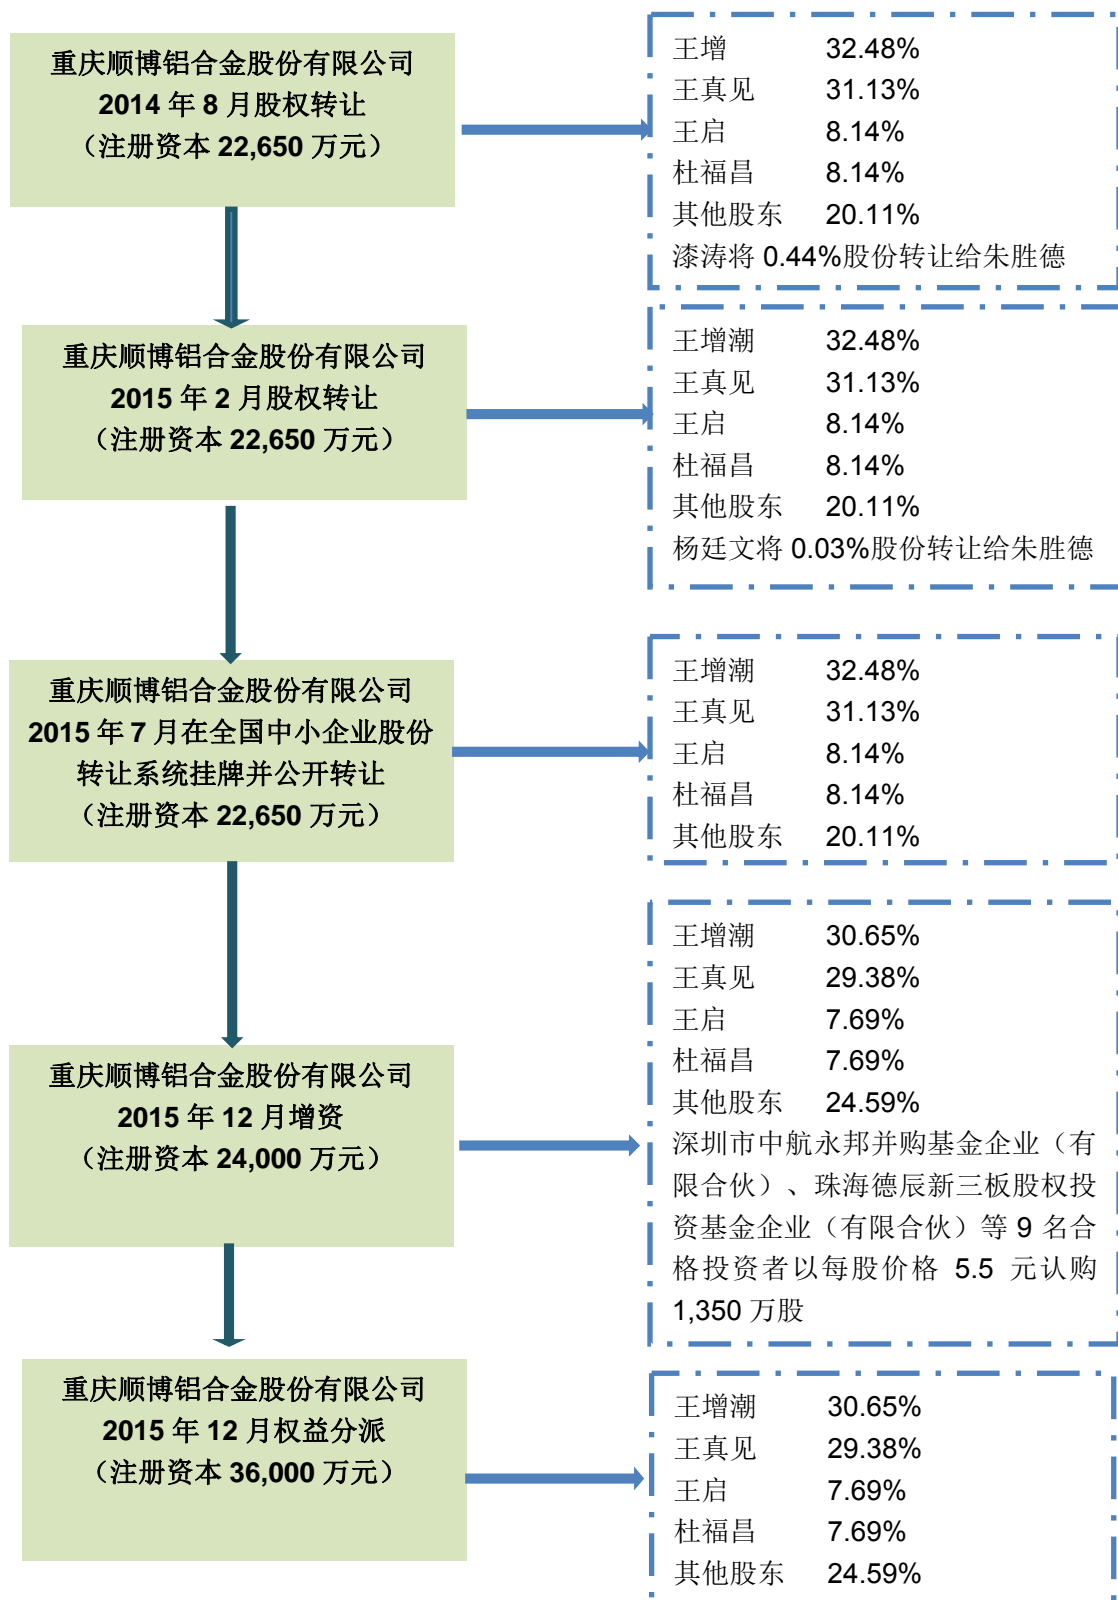 重庆顺博铝合金股份有限公司
2014 年 8 月股权转让
（注册资本 22,650 万元）
王增 32.48%
王真见 31.13%
王启 8.14%
杜福昌 8.14%
其他股东 20.11%
漆涛将 0.44%股份转让给朱胜德
重庆顺博铝合金股份有限公司
2015 年 2 月股权转让
（注册资本 22,650 万元）
王增潮 32.48%
王真见 31.13%
王启 8.14%
杜福昌 8.14%
其他股东 20.11%
杨廷文将 0.03%股份转让给朱胜德
重庆顺博铝合金股份有限公司
2015 年 7 月在全国中小企业股份
转让系统挂牌并公开转让
（注册资本 22,650 万元）
王增潮 32.48%
王真见 31.13%
王启 8.14%
杜福昌 8.14%
其他股东 20.11%
重庆顺博铝合金股份有限公司
2015 年 12 月增资
（注册资本 24,000 万元）
王增潮 30.65%
王真见 29.38%
王启 7.69%
杜福昌 7.69%
其他股东 24.59%
深圳市中航永邦并购基金企业（有
限合伙）、珠海德辰新三板股权投
资基金企业（有限合伙）等 9 名合
格投资者以每股价格 5.5 元认购
1,350 万股
重庆顺博铝合金股份有限公司
2015 年 12 月权益分派
（注册资本 36,000 万元）
王增潮 30.65%
王真见 29.38%
王启 7.69%
杜福昌 7.69%
其他股东 24.59%